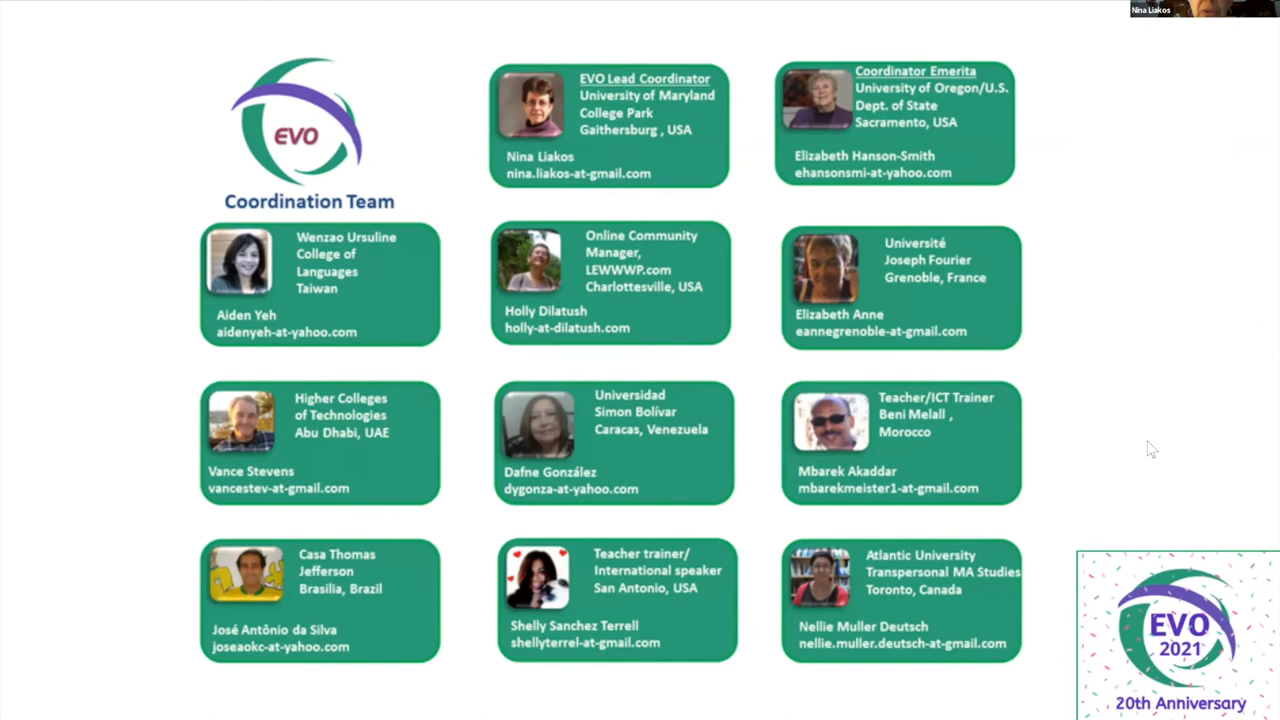 Nina Liakos
EVO
Coordination Team
EVO Lead Coordinator
University of Maryland
College Park
Gaithersburg , USA
Nina Liakos
nina.liakos-at-gmail.com
Coordinator Emerita
University of Oregon/U.S.
Dept. of State
Sacramento, USA
Elizabeth Hanson-Smith
ehansonsmi-at-yahoo.com
Wenzao Ursuline
College of
Languages
Taiwan
Aiden Yeh
aidenyeh-at-yahoo.com
Online Community
Manager,
LEWWWP.com
Charlottesville, USA
Holly Dilatush
holly-at-dilatush.com
Université
Joseph Fourier
Grenoble, France
Elizabeth Anne
eannegrenoble-at-gmail.com
Higher Colleges
of Technologies
Abu Dhabi, UAE
Vance Stevens
vancestev-at-gmail.com
Universidad
Simon Bolívar
Caracas, Venezuela
Dafne González
dygonza-at-yahoo.com
Teacher/ICT Trainer
Beni Melall ,
Morocco
Mbarek Akaddar
mbarekmeister1-at-gmail.com
Casa Thomas
Jefferson
Brasilia, Brazil
José Antônio da Silva
joseaokc-at-yahoo.com
Teacher trainer/
International speaker
San Antonio, USA
Shelly Sanchez Terrell
shellyterrel-at-gmail.com
Atlantic University
Transpersonal MA Studies
Toronto, Canada
Nellie Muller Deutsch
nellie.muller.deutsch-at-gmail.com
EVO
2021
20th Anniversary